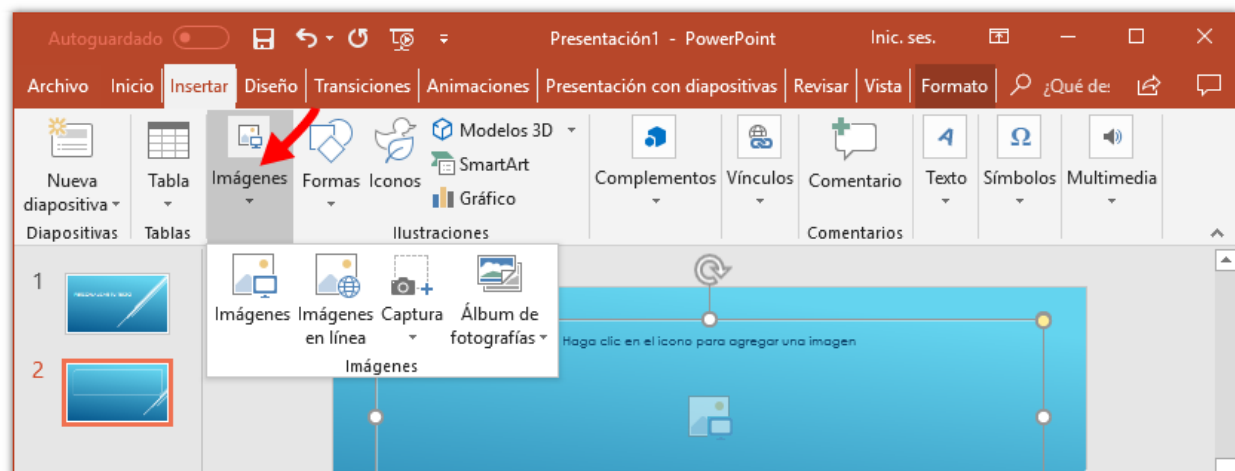 Autoguardado
Presentación1 - PowerPoint
Inic. ses.
Archivo Inicio Insertar Diseño Transiciones Animaciones Presentación con diapositivas Revisar Vista Formato ¿Qué de:
Nueva
diapositiva
Tabla
Imágenes
Formas
Iconos
Modelos 3D
SmartArt
Gráfico
Complementos
Vínculos
Comentario
Texto
Símbolos
Multimedia
Diapositivas
Tablas
Ilustraciones
Comentarios
1
2
Imágenes
Imágenes
en línea
Captura
Álbum de
fotografías
Imágenes
Haga clic en el icono para agregar una imagen